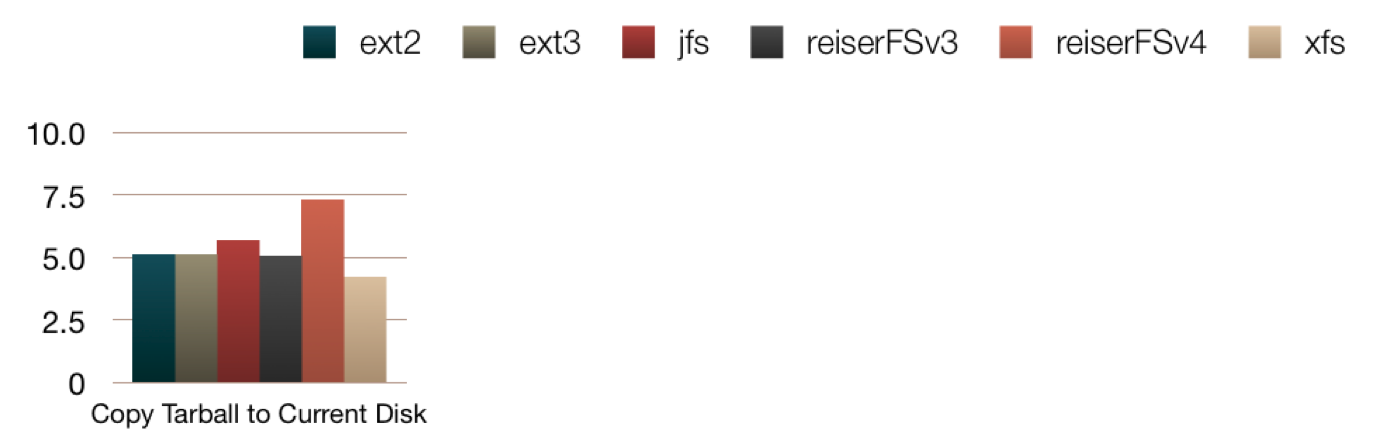 ext2 ext3 jfs reiserFSv3 reiserFSv4 xfs
10.0
7.5
5.0
2.5
0
Copy Tarball to Current Disk